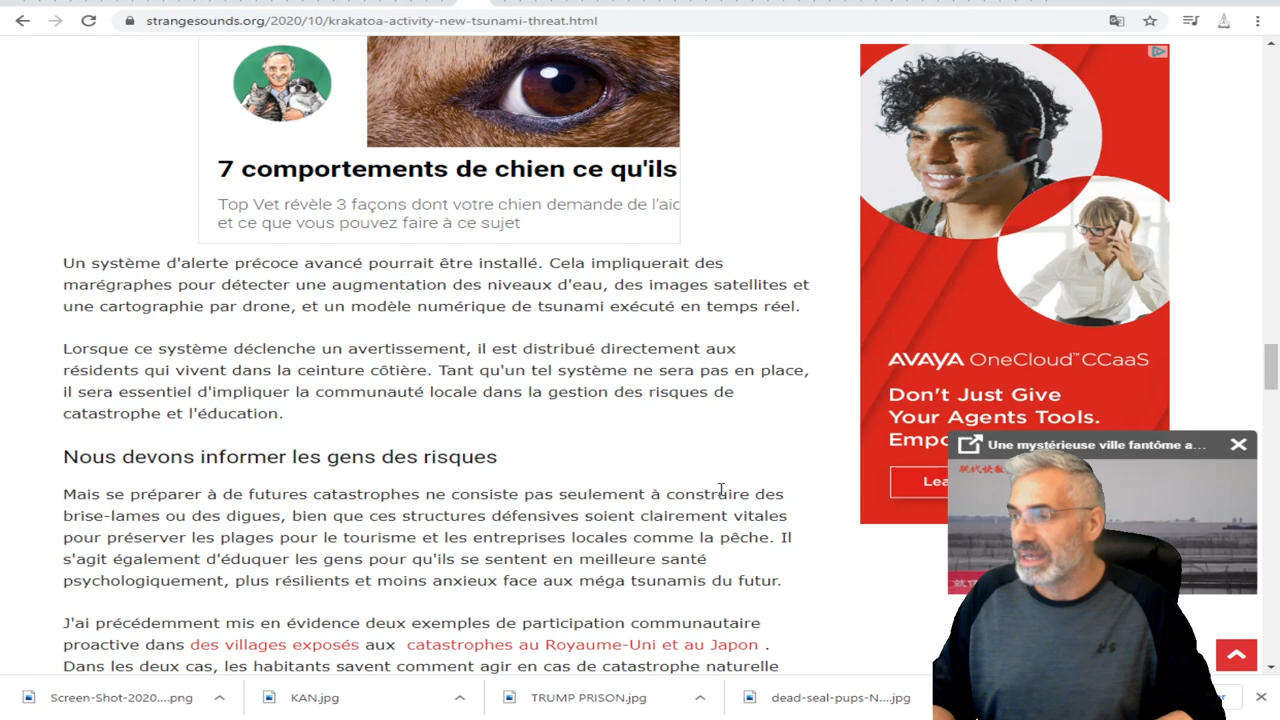 strangesounds.org/2020/10/krakatoa-activity-new-tsunami-threat.html
7 comportements de chien ce qu'ils
Top Vet révèle 3 façons dont votre chien demande de l'aid
et ce que vous pouvez faire à ce sujet
Un système d'alerte précoce avancé pourrait être installé. Cela impliquerait des
marégraphes pour détecter une augmentation des niveaux d'eau, des images satellites et
une cartographie par drone, et un modèle numérique de tsunami exécuté en temps réel.
Lorsque ce système déclenche un avertissement, il est distribué directement aux
résidents qui vivent dans la ceinture côtière. Tant qu'un tel système ne sera pas en place,
il sera essentiel d'impliquer la communauté locale dans la gestion des risques de
catastrophe et l'éducation.
Nous devons informer les gens des risques
Mais se préparer à de futures catastrophes ne consiste pas seulement à construire des
brise-lames ou des digues, bien que ces structures défensives soient clairement vitales
pour préserver les plages pour le tourisme et les entreprises locales comme la pêche. Il
s'agit également d'éduquer les gens pour qu'ils se sentent en meilleure santé
psychologiquement, plus résilients et moins anxieux face aux méga tsunamis du futur.
J'ai précédemment mis en évidence deux exemples de participation communautaire
proactive dans des villages exposés aux catastrophes au Royaume-Uni et au Japon .
Dans les deux cas, les habitants savent comment agir en cas de catastrophe naturelle
AVAYA OneCloud™CCaaS
Don't Just Give
Your Agents Tools.
Empo
Lea
Une mystérieuse ville fantôme a...
现代快报
Screen-Shot-2020....png
KAN.jpg
TRUMP PRISON.jpg
dead-seal-pups-N....jpg